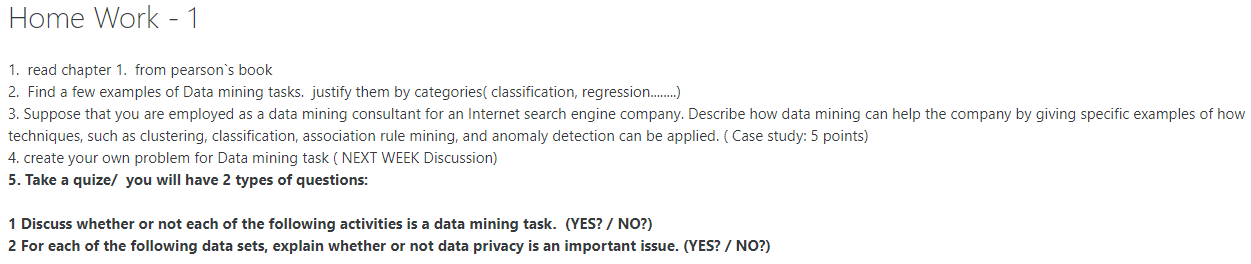 Home Work - 1
1. read chapter 1. from pearson`s book
2. Find a few examples of Data mining tasks. justify them by categories( classification, regression........)
3. Suppose that you are employed as a data mining consultant for an Internet search engine company. Describe how data mining can help the company by giving specific examples of how
techniques, such as clustering, classification, association rule mining, and anomaly detection can be applied. ( Case study: 5 points)
4. create your own problem for Data mining task ( NEXT WEEK Discussion)
5. Take a quize/ you will have 2 types of questions:
1 Discuss whether or not each of the following activities is a data mining task. (YES? / NO?)
2 For each of the following data sets, explain whether or not data privacy is an important issue. (YES? / NO?)